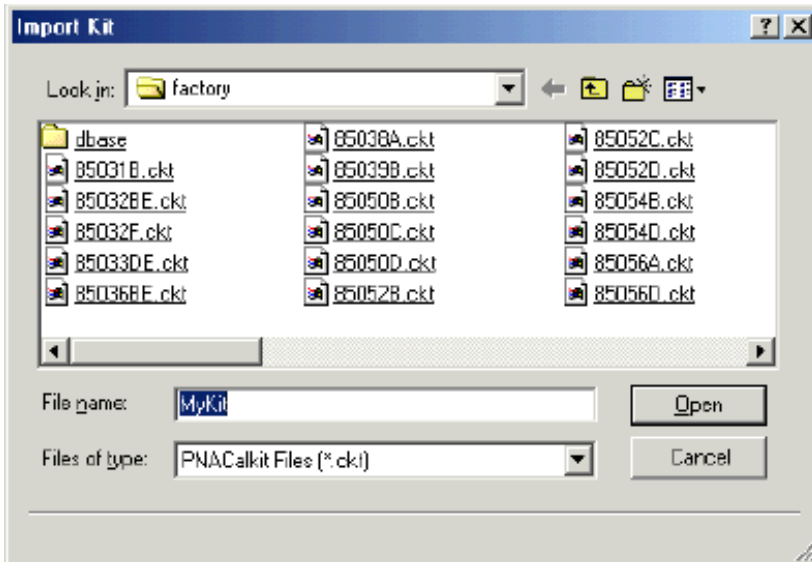 Import Kit
Look in: factory
dbase
85031B.ckt
85032BE.ckt
85032F.ckt
85033DE.ckt
85036BE.ckt
85038A.ckt
85039B.ckt
85050B.ckt
85050C.ckt
85050D.ckt
85052B.ckt
85052C.ckt
85052D.ckt
85054B.ckt
85054D.ckt
85056A.ckt
85056D.ckt
File name: MyKit
Open
Files of type: PNACalkit Files (*.ckt)
Cancel